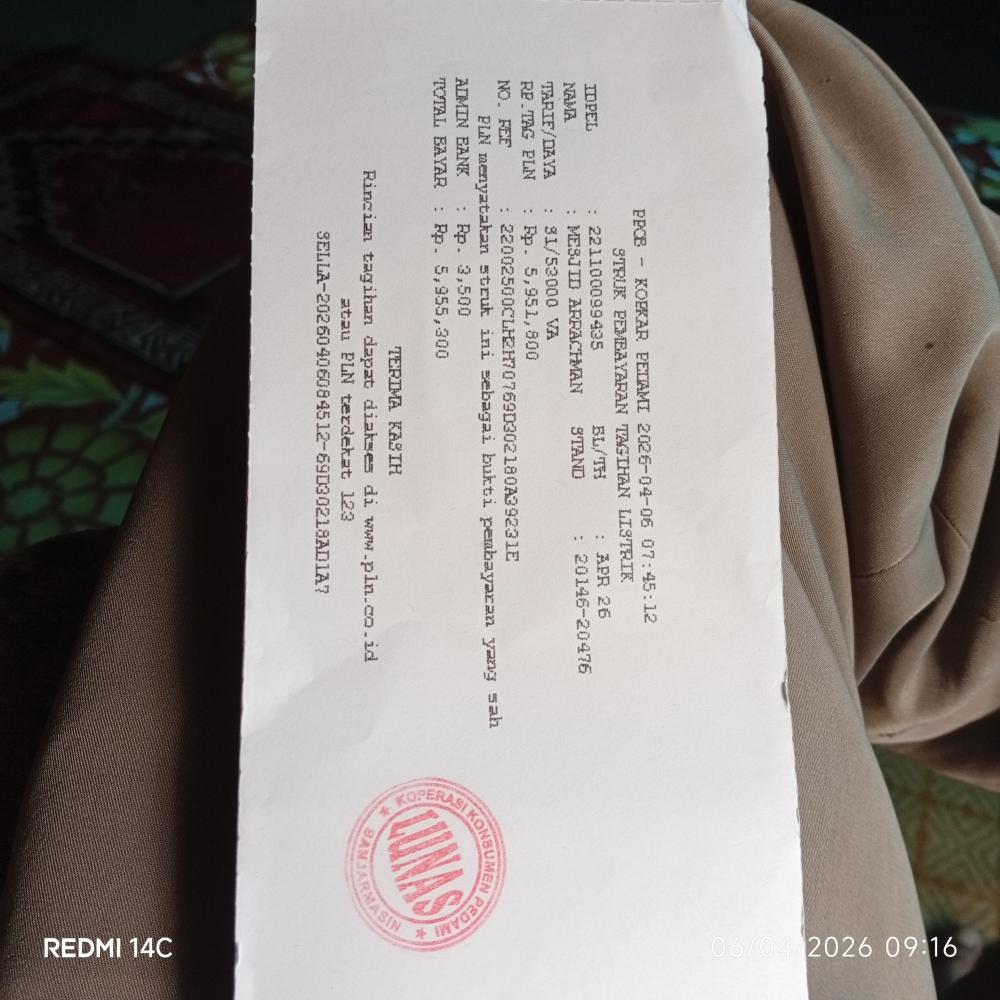 PPOB - KOPKAR PEDAMI 2026-04-06 07:45:12
STRUK PEMBAYARAN TAGIHAN LISTRIK
IDPEL : 221100099435 BL/TH : APR 26
NAMA : MESJID ARRACHMAN STAND : 20146-20476
TARIF/DAYA : S1/53000 VA
RP.TAG PLN : Rp. 5,951,800
NO. REF : 22002500CLMRH70769D302180A39231E
PLN menyatakan struk ini sebagai bukti pembayaran yang sah
ADMIN BANK : Rp. 3,500
TOTAL BAYAR : Rp. 5,955,300
TERIMA KASIH
Rincian tagihan dapat diakses di www.pln.co.id
atau PLN terdekat 123
SELLA-20260406084512-69D30218AD1A7
KOPERASI KONSUMEN PEDAMI
LUNAS
BANJARMASIN
REDMI 14C
06/04/2026 09:16